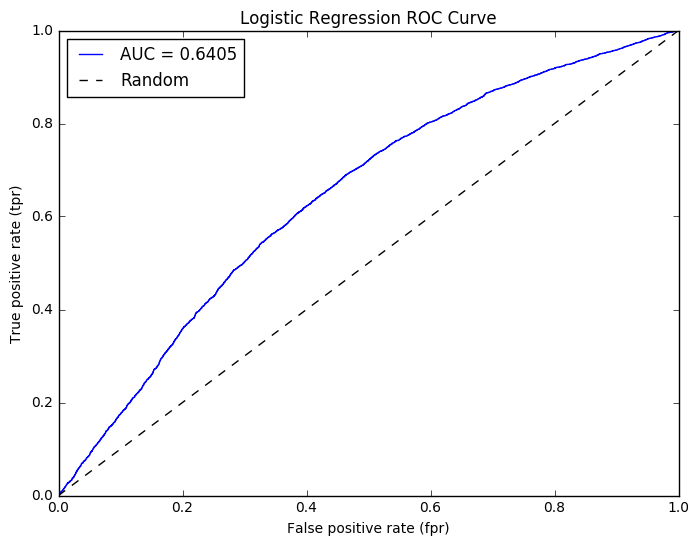 Logistic Regression ROC Curve
1.0
0.8
0.6
0.4
0.2
0.0
True positive rate (tpr)
AUC = 0.6405
Random
0.0 0.2 0.4 0.6 0.8 1.0
False positive rate (fpr)